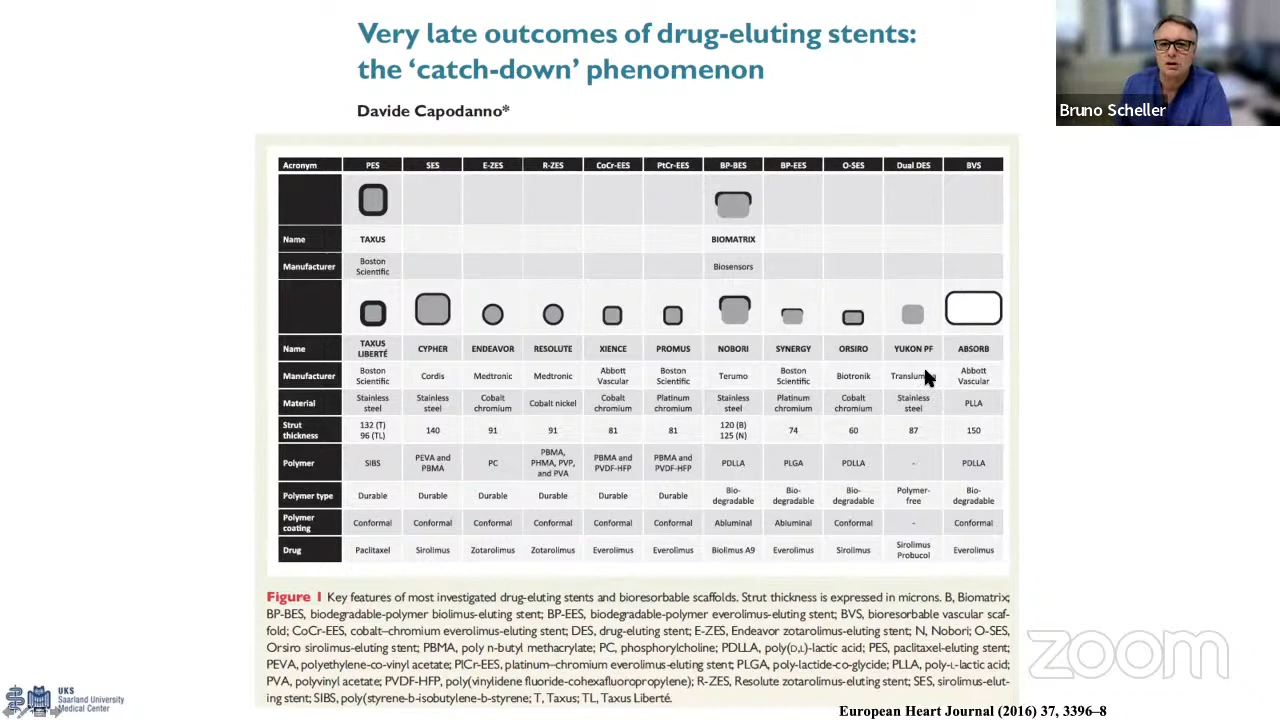 Very late outcomes of drug-eluting stents:
the ‘catch-down’ phenomenon
Davide Capodanno*
Bruno Scheller
Acronym PES SES E-ZES R-ZES CoCr-EES PtCr-EES BP-BES BP-EES O-SES Dual DES BVS
Name TAXUS BIOMATRIX
Manufacturer Boston Scientific Biosensors
Name TAXUS LIBERTÉ CYPHER ENDEAVOR RESOLUTE XIENCE PROMUS NOBORI SYNERGY ORSIRO YUKON PF ABSORB
Manufacturer Boston Scientific Cordis Medtronic Medtronic Abbott Vascular Boston Scientific Terumo Boston Scientific Biotronik Abbott Vascular
Material Stainless steel Stainless steel Cobalt chromium Cobalt nickel Cobalt chromium Platinum chromium Stainless steel Platinum chromium Cobalt chromium Stainless steel PLLA
Strut thickness 132 (T) 96 (TL) 140 91 91 81 81 120 (B) 125 (N) 74 60 87 150
Polymer SIBS PEVA and PBMA PC PBMA, PHMA, PVP, and PVA PBMA and PVDF-HFP PBMA and PVDF-HFP PDLLA PLGA PDLLA - PDLLA
Polymer type Durable Durable Durable Durable Durable Durable Bio-degradable Bio-degradable Bio-degradable Polymer-free Bio-degradable
Polymer coating Conformal Conformal Conformal Conformal Conformal Conformal Abluminal Abluminal Conformal - Conformal
Drug Paclitaxel Sirolimus Zotarolimus Zotarolimus Everolimus Everolimus Biolimus A9 Everolimus Sirolimus Sirolimus Probucol Everolimus
Figure 1 Key features of most investigated drug-eluting stents and bioresorbable scaffolds. Strut thickness is expressed in microns. B, Biomatrix;
BP-BES, biodegradable-polymer biolimus-eluting stent; BP-EES, biodegradable-polymer everolimus-eluting stent; BVS, bioresorbable vascular scaf-
fold; CoCr-EES, cobalt–chromium everolimus-eluting stent; DES, drug-eluting stent; E-ZES, Endeavor zotarolimus-eluting stent; N, Nobori; O-SES,
Orsiro sirolimus-eluting stent; PBMA, poly n-butyl methacrylate; PC, phosphorylcholine; PDLLA, poly(D,L)-lactic acid; PES, paclitaxel-eluting stent;
PEVA, polyethylene-co-vinyl acetate; PtCr-EES, platinum–chromium everolimus-eluting stent; PLGA, poly-lactide-co-glycide; PLLA, poly-L-lactic acid;
PVA, polyvinyl acetate; PVDF-HFP, poly(vinylidene fluoride-cohexafluoropropylene); R-ZES, Resolute zotarolimus-eluting stent; SES, sirolimus-elut-
ing stent; SIBS, poly(styrene-b-isobutylene-b-styrene; T, Taxus; TL, Taxus Liberté.
zoom
UKS
Saarland University
Medical Center
European Heart Journal (2016) 37, 3396–8